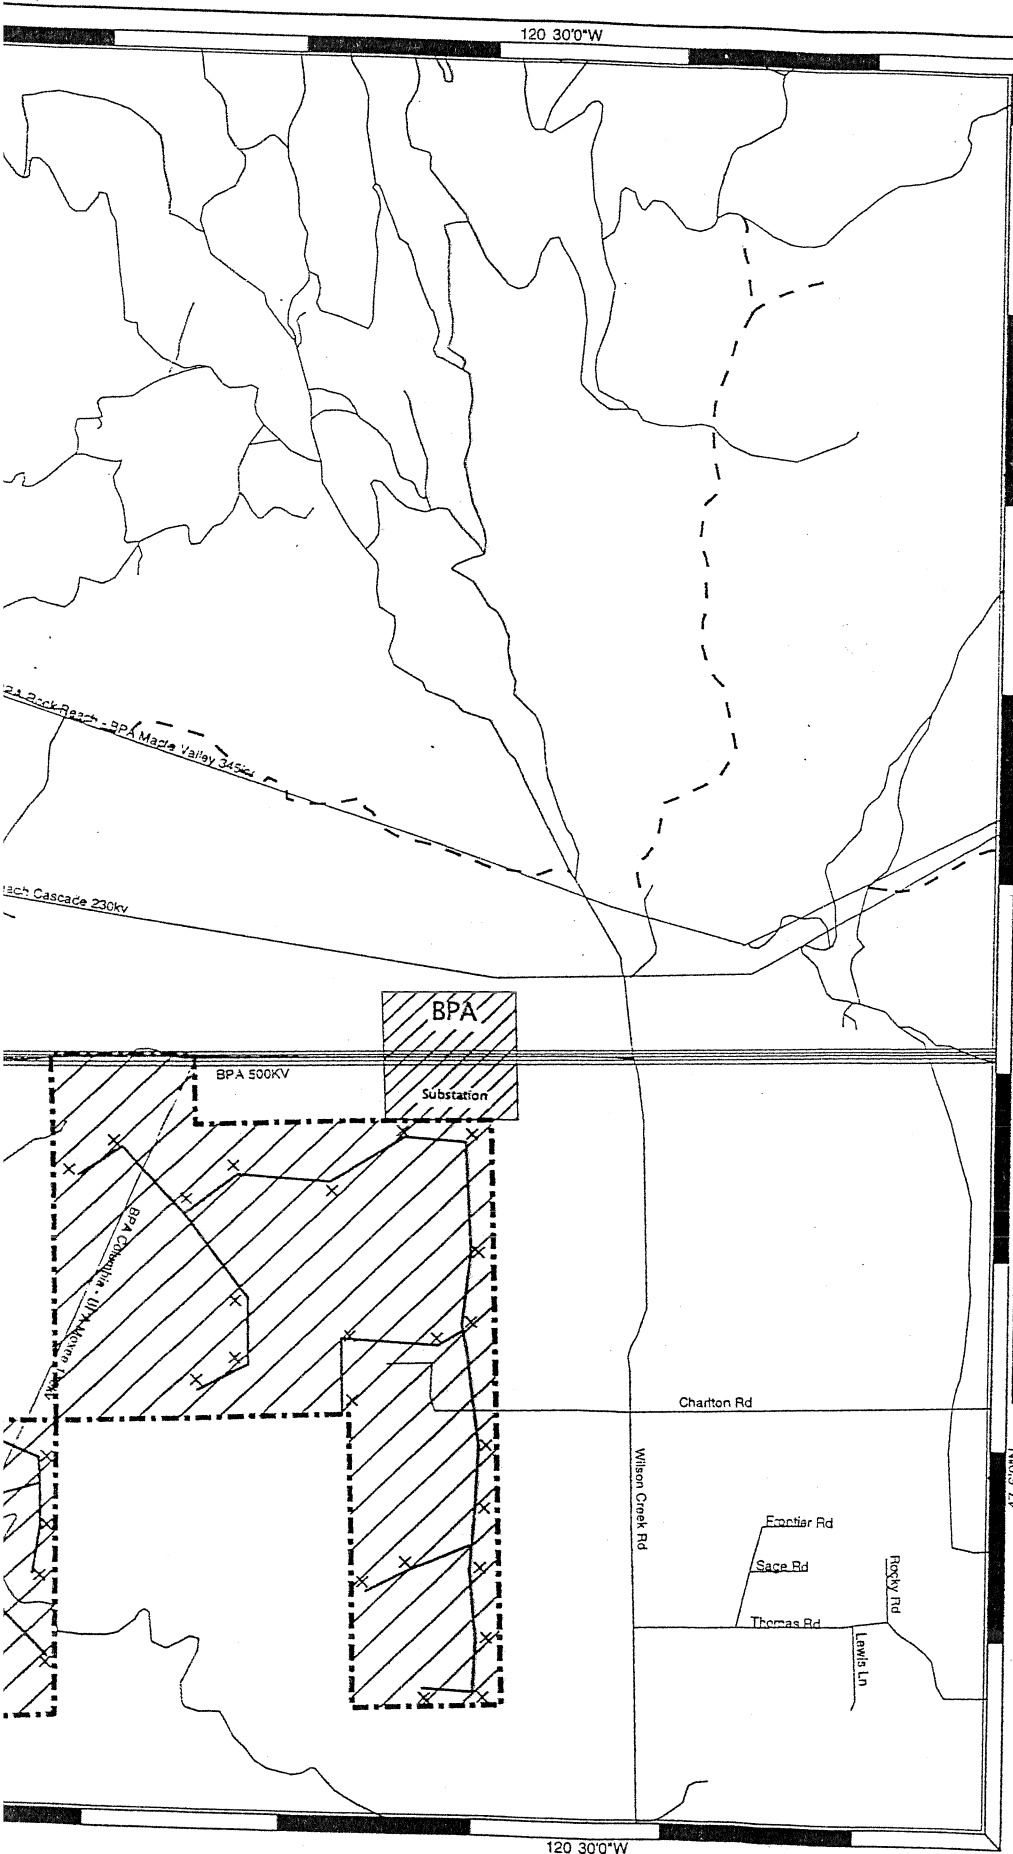 120 30'0"W
Rock Reach - BPA Maple Valley 345kv
Cascade 230kv
BPA
Substation
BPA 500KV
BPA Columbia -
Charlton Rd
Wilson Creek Rd
Frontier Rd
Sage Rd
Rocky Rd
Thomas Rd
Lewis Ln
120 30'0"W